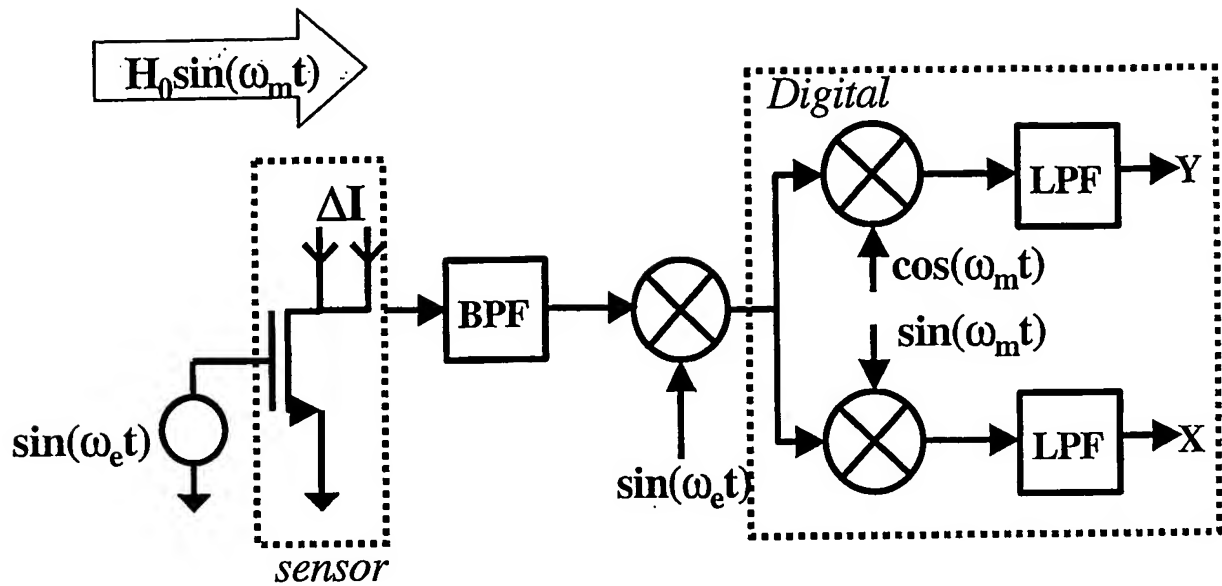 H₀sin(ωₘt)
Digital
LPF
Y
ΔI
cos(ωₘt)
BPF
sin(ωₘt)
sin(ωₑt)
sin(ωₑt)
LPF
X
sensor